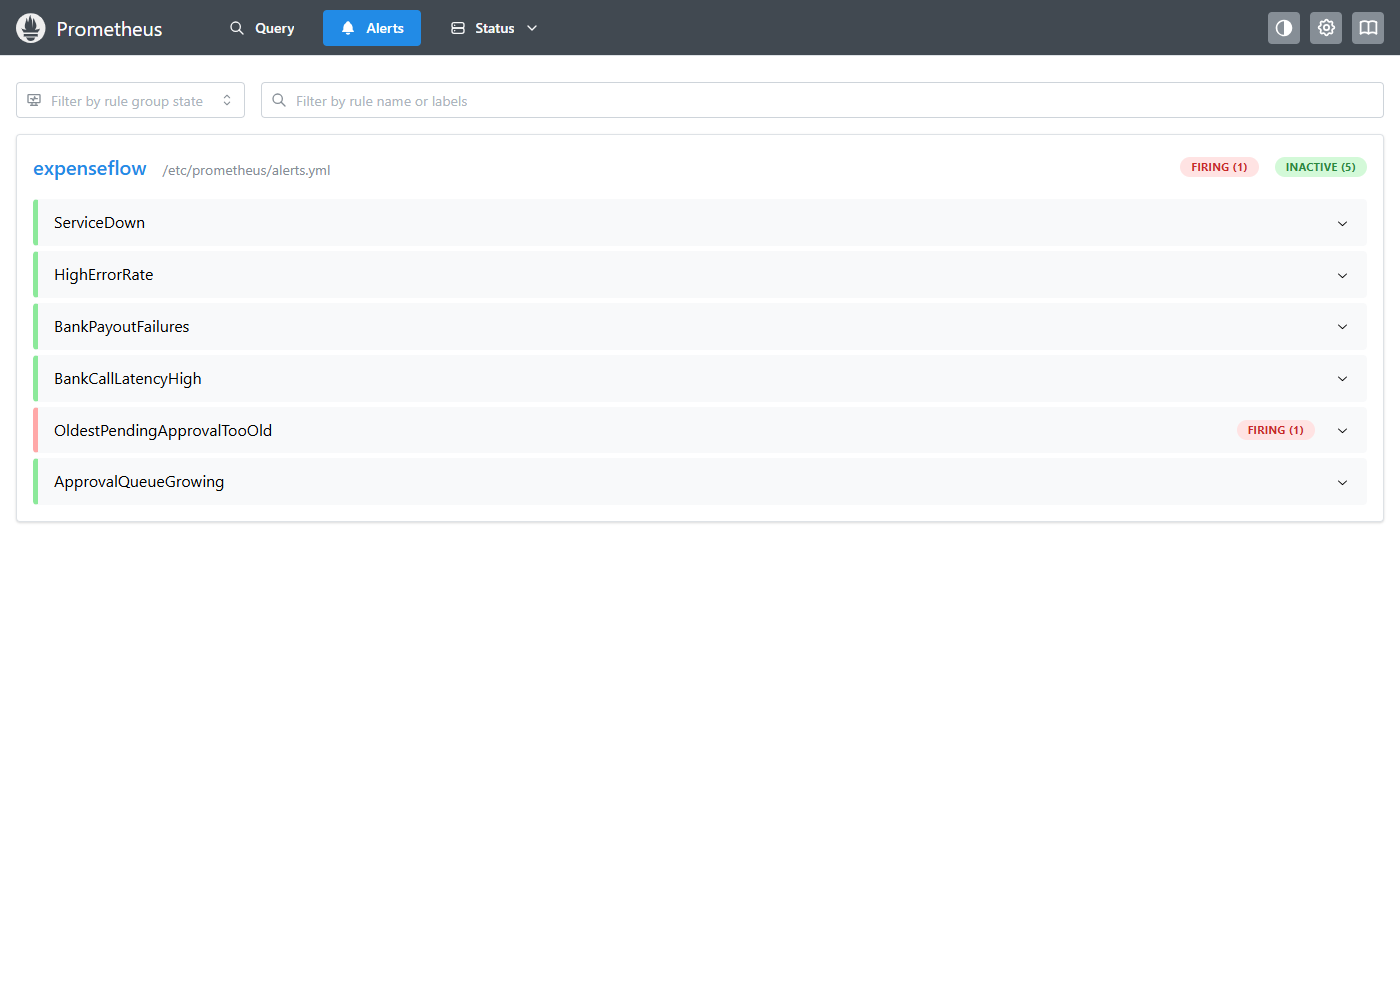 Prometheus Query Alerts Status
Filter by rule group state Filter by rule name or labels
expenseflow /etc/prometheus/alerts.yml FIRING (1) INACTIVE (5)
ServiceDown
HighErrorRate
BankPayoutFailures
BankCallLatencyHigh
OldestPendingApprovalTooOld FIRING (1)
ApprovalQueueGrowing